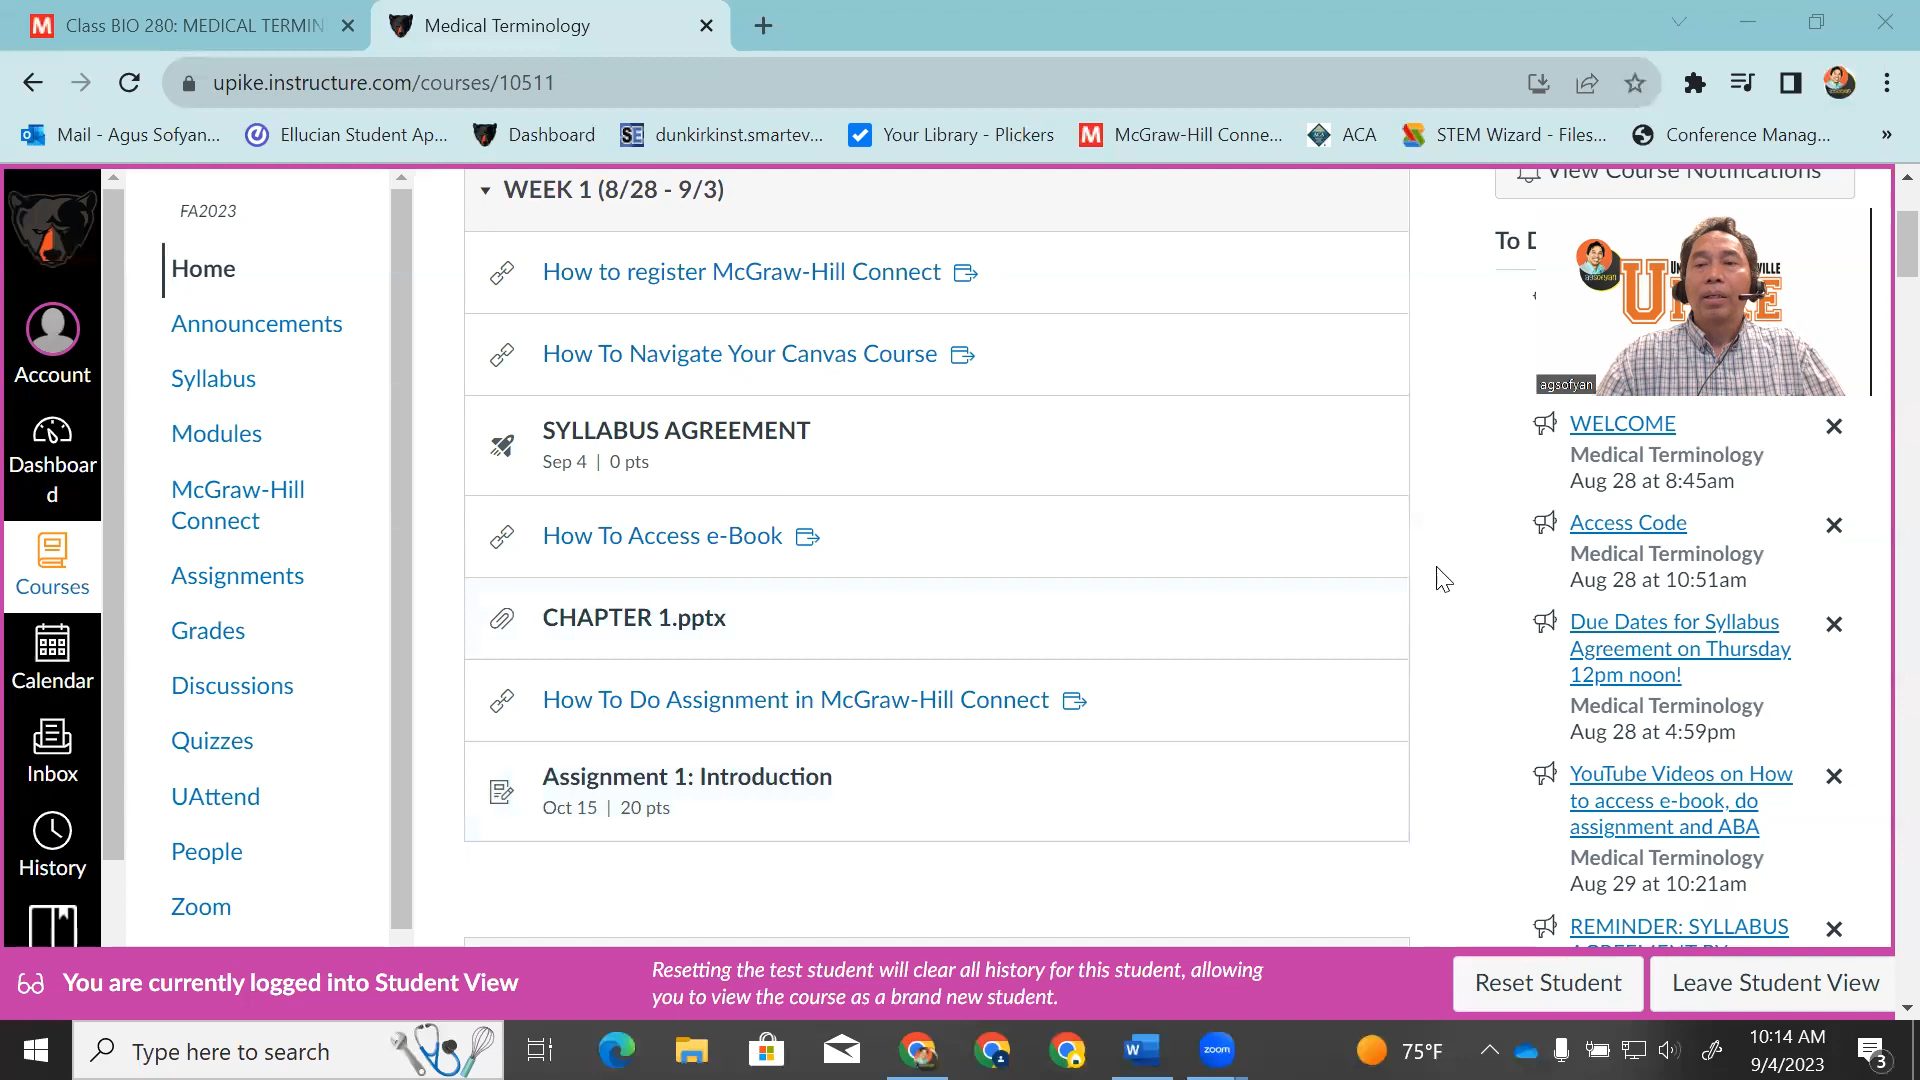 Class BIO 280: MEDICAL TERMIN
Medical Terminology
upike.instructure.com/courses/10511
Mail - Agus Sofyan...
Ellucian Student Ap...
Dashboard
dunkirkinst.smartev...
Your Library - Plickers
McGraw-Hill Conne...
ACA
STEM Wizard - Files...
Conference Manag...
»
Account
Dashboar
d
Courses
Calendar
Inbox
History
FA2023
Home
Announcements
Syllabus
Modules
McGraw-Hill
Connect
Assignments
Grades
Discussions
Quizzes
UAttend
People
Zoom
WEEK 1 (8/28 - 9/3)
How to register McGraw-Hill Connect
How To Navigate Your Canvas Course
SYLLABUS AGREEMENT
Sep 4 | 0 pts
How To Access e-Book
CHAPTER 1.pptx
How To Do Assignment in McGraw-Hill Connect
Assignment 1: Introduction
Oct 15 | 20 pts
View Course Notifications
To D
agsofyan
WELCOME
Medical Terminology
Aug 28 at 8:45am
Access Code
Medical Terminology
Aug 28 at 10:51am
Due Dates for Syllabus
Agreement on Thursday
12pm noon!
Medical Terminology
Aug 28 at 4:59pm
YouTube Videos on How
to access e-book, do
assignment and ABA
Medical Terminology
Aug 29 at 10:21am
REMINDER: SYLLABUS
You are currently logged into Student View
Resetting the test student will clear all history for this student, allowing
you to view the course as a brand new student.
Reset Student
Leave Student View
Type here to search
zoom
75°F
10:14 AM
9/4/2023
3